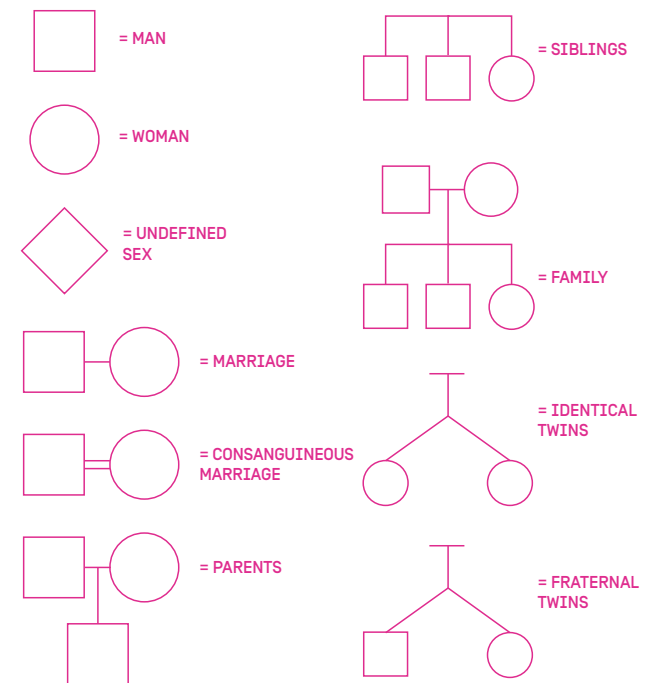 = MAN
= WOMAN
= UNDEFINED
SEX
= MARRIAGE
= CONSANGUINEOUS
MARRIAGE
= PARENTS
= SIBLINGS
= FAMILY
= IDENTICAL
TWINS
= FRATERNAL
TWINS